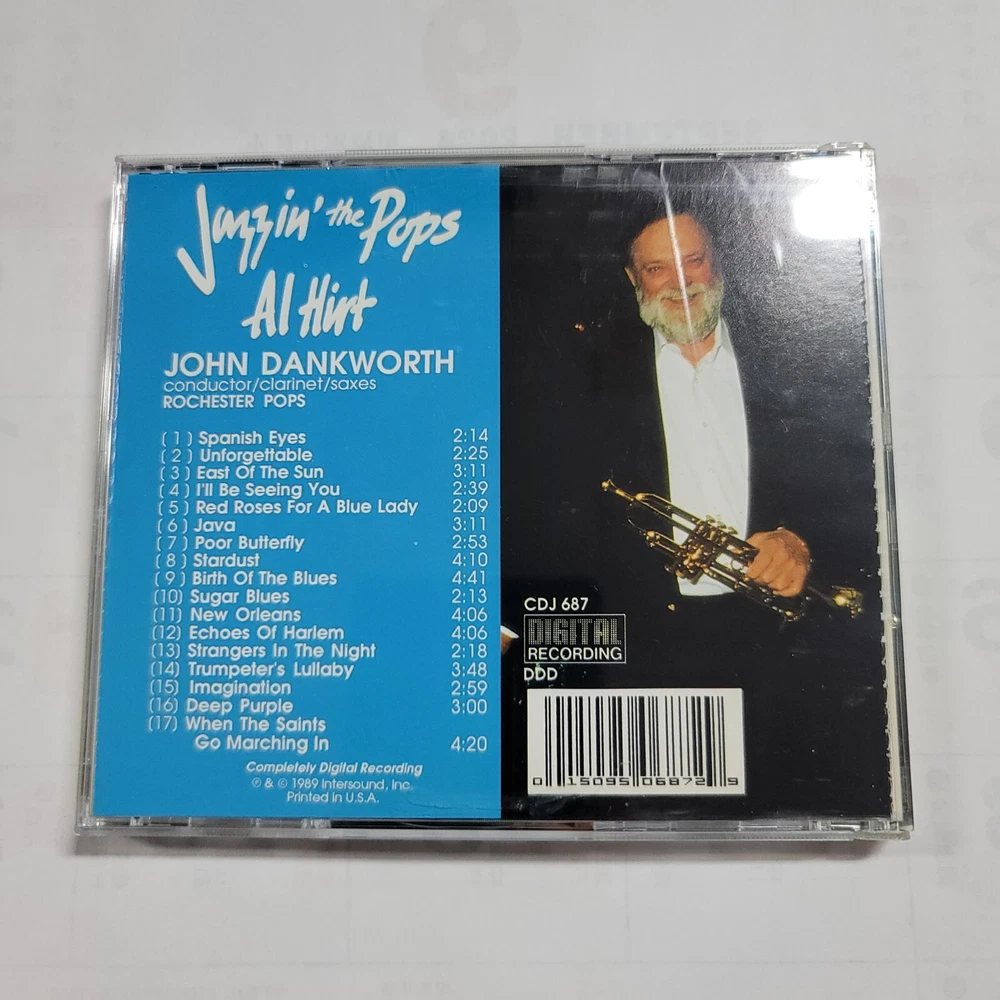 Jazzin' the Pops
Al Hirt
JOHN DANKWORTH
conductor/clarinet/saxes
ROCHESTER POPS
( 1 ) Spanish Eyes 2:14
( 2 ) Unforgettable 2:25
( 3 ) East Of The Sun 3:11
( 4 ) I'll Be Seeing You 2:39
( 5 ) Red Roses For A Blue Lady 2:09
( 6 ) Java 3:11
( 7 ) Poor Butterfly 2:53
( 8 ) Stardust 4:10
( 9 ) Birth Of The Blues 4:41
(10) Sugar Blues 2:13
(11) New Orleans 4:06
(12) Echoes Of Harlem 4:06
(13) Strangers In The Night 2:18
(14) Trumpeter's Lullaby 3:48
(15) Imagination 2:59
(16) Deep Purple 3:00
(17) When The Saints
Go Marching In 4:20
Completely Digital Recording
℗ & © 1989 Intersound, Inc.
Printed in U.S.A.
CDJ 687
DIGITAL
RECORDING
DDD
0 15095 06872 9